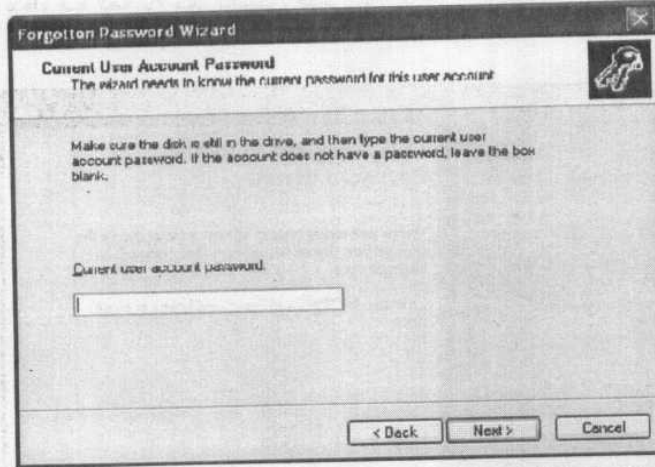 Forgotten Password Wizard
Current User Account Password
The wizard needs to know the current password for this user account
Make sure the disk is still in the drive, and then type the current user
account password. If the account does not have a password, leave the box
blank.
Current user account password:
< Back
Next >
Cancel